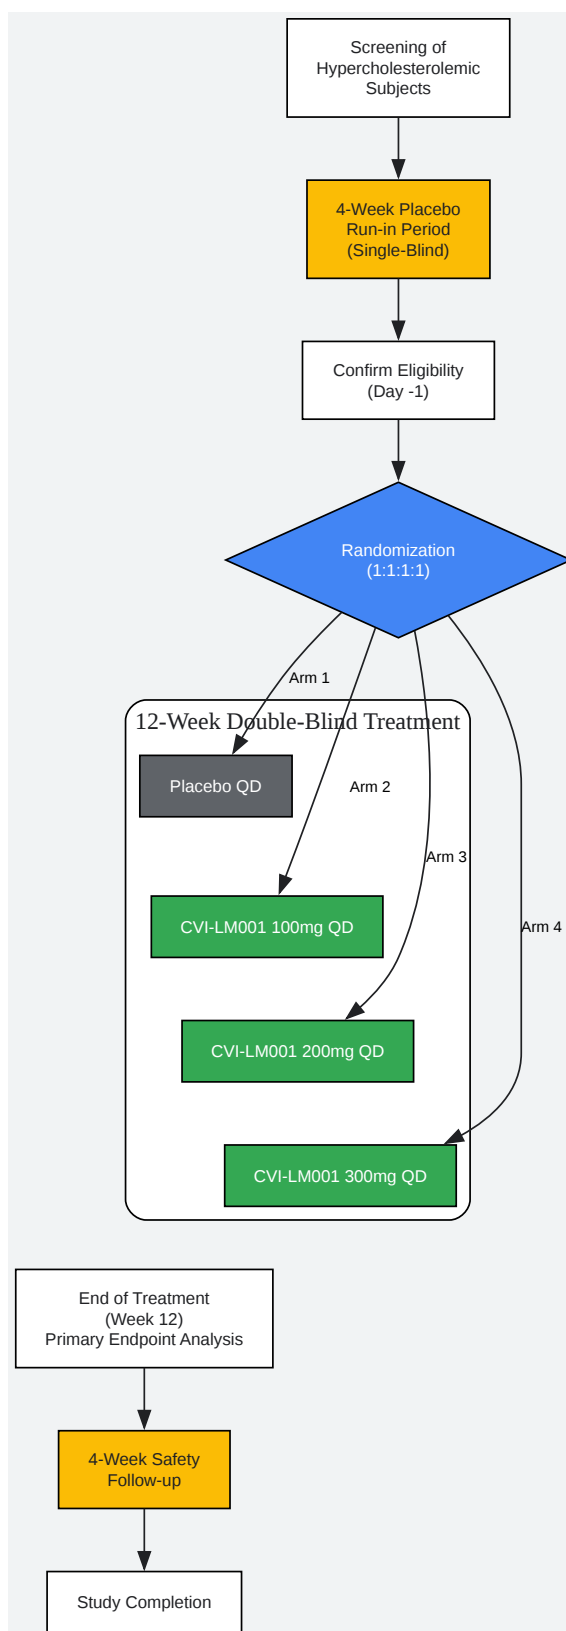 Screening of
Hypercholesterolemic
Subjects
4-Week Placebo
Run-in Period
(Single-Blind)
Confirm Eligibility
(Day -1)
Randomization
(1:1:1:1)
Arm 1
12-Week Double-Blind Treatment
Placebo QD
Arm 2
Arm 3
CVI-LM001 100mg QD
Arm 4
CVI-LM001 200mg QD
CVI-LM001 300mg QD
End of Treatment
(Week 12)
Primary Endpoint Analysis
4-Week Safety
Follow-up
Study Completion